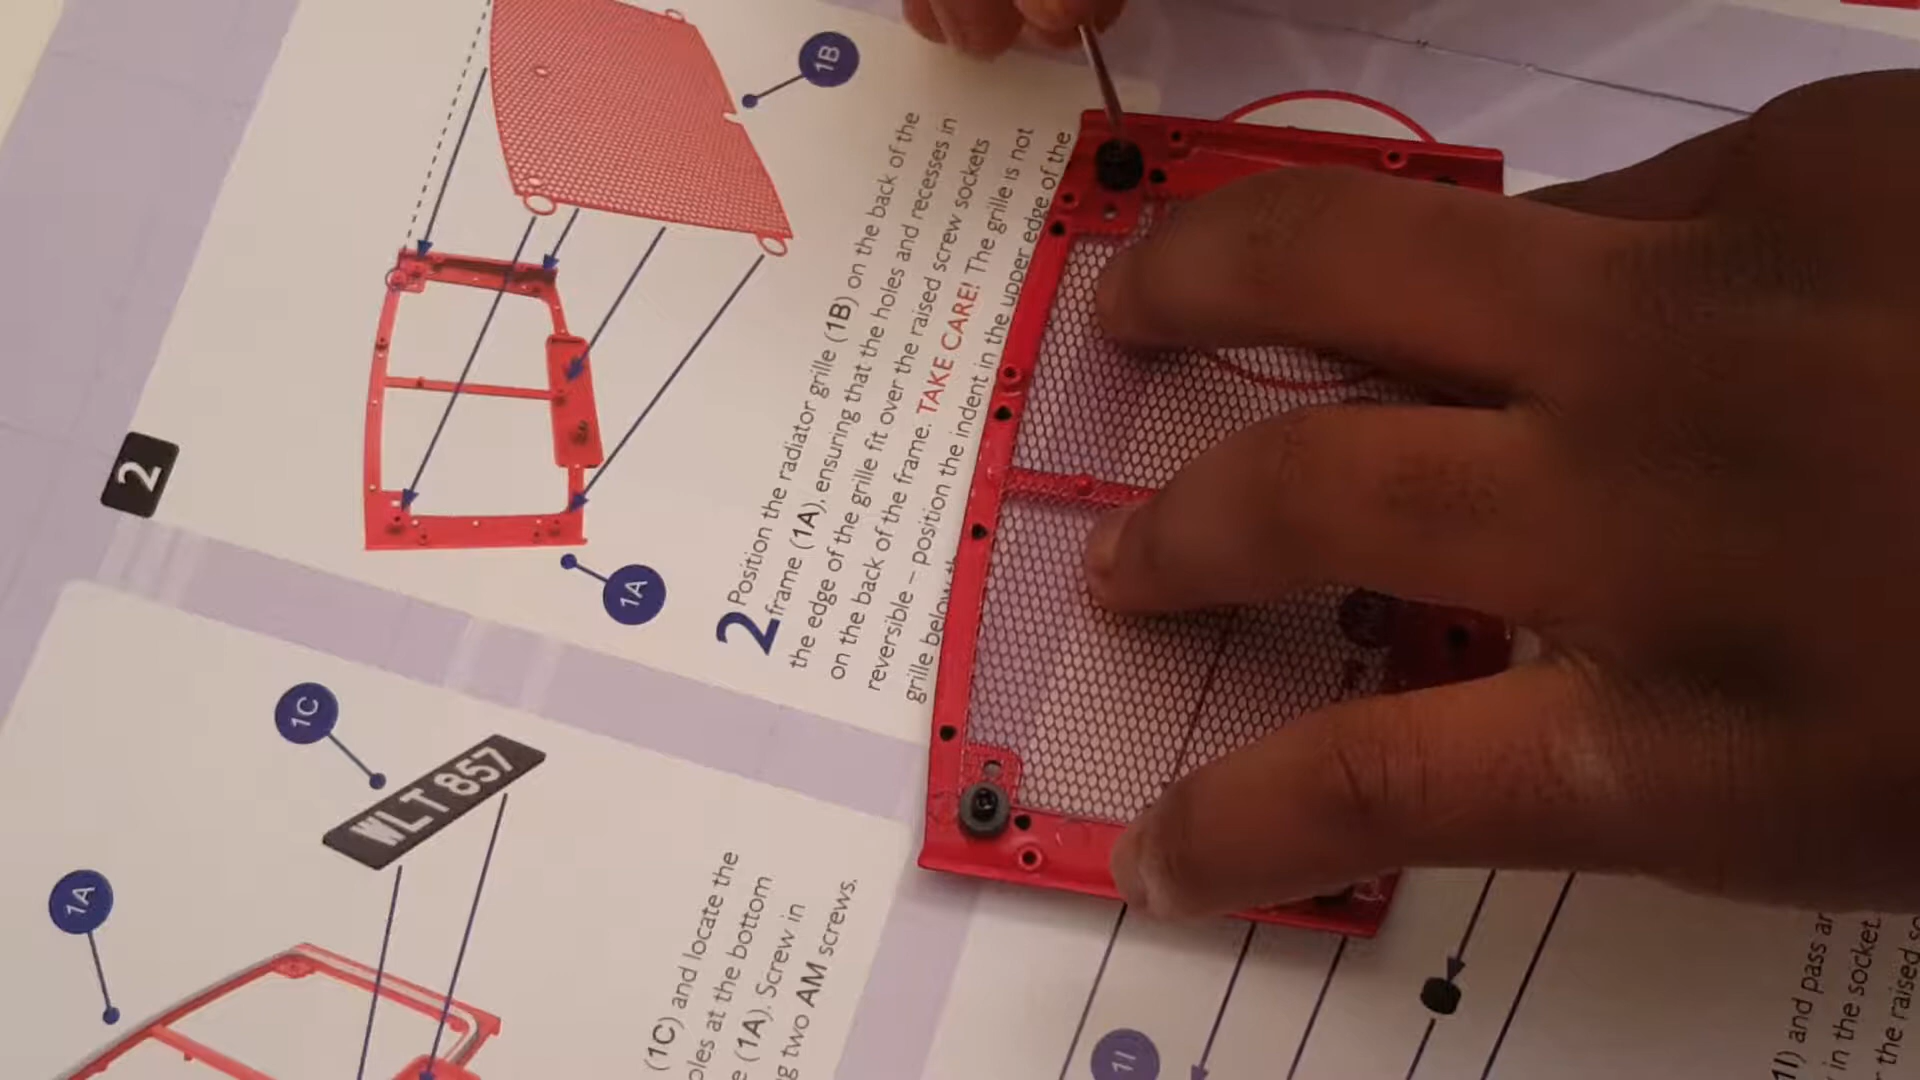 2
1B
1A
2 Position the radiator grille (1B) on the back of the
frame (1A), ensuring that the holes and recesses in
the edge of the grille fit over the raised screw sockets
on the back of the frame. TAKE CARE! The grille is not
reversible – position the indent in the upper edge of the
grille below
1C
WLT 857
1A
(1C) and locate the
oles at the bottom
e (1A). Screw in
g two AM screws.
1I
1I) and pass ar
in the socket.
r the raised sc